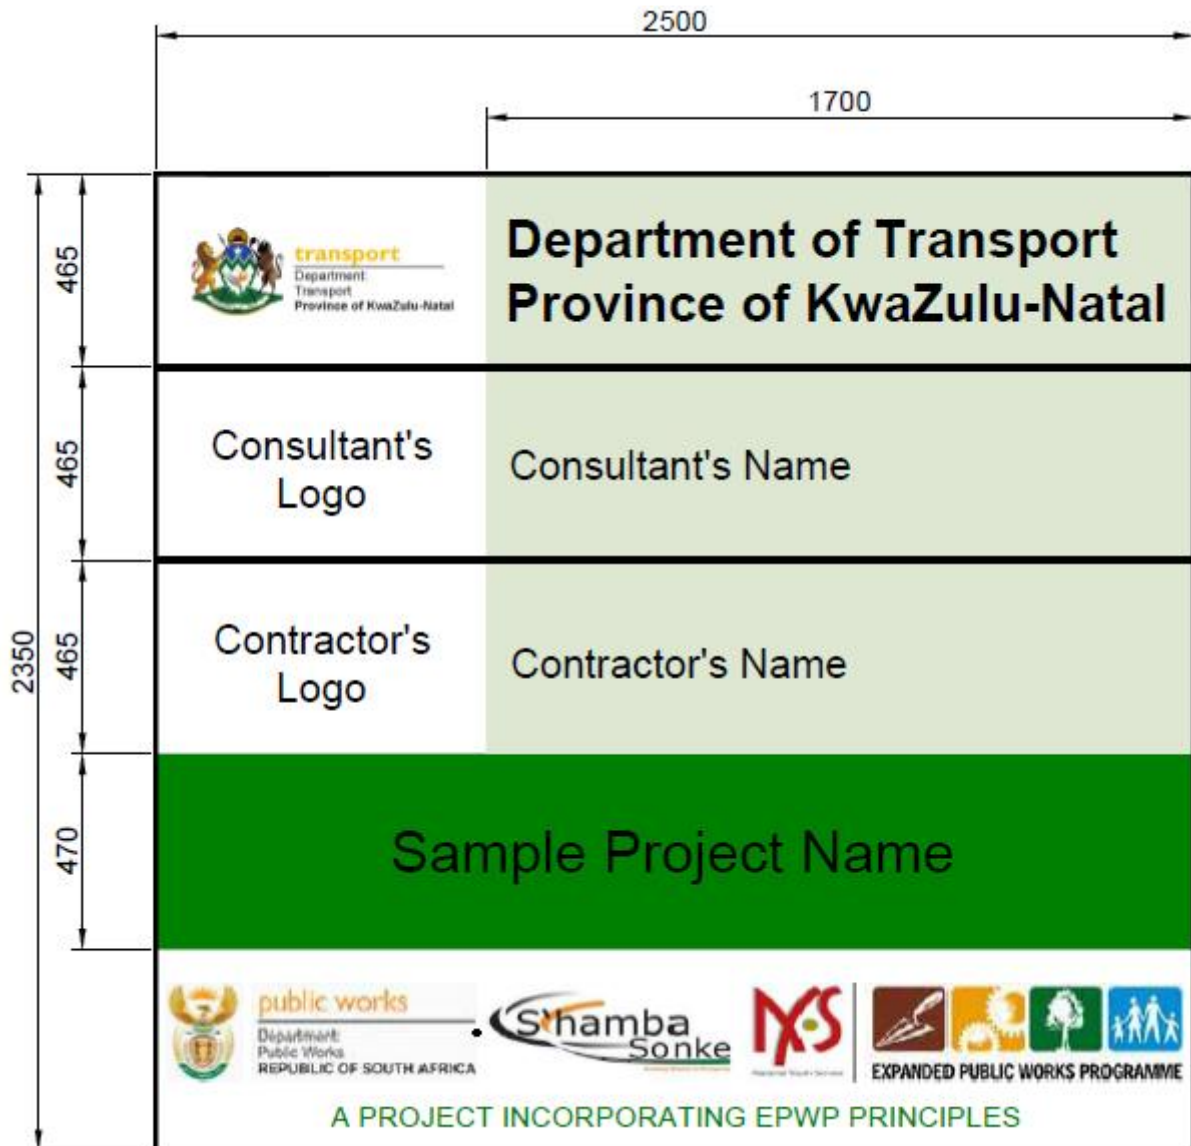 2500
1700
465
transport
Department:
Transport
Province of KwaZulu-Natal
Department of Transport
Province of KwaZulu-Natal
465
Consultant's
Logo
Consultant's Name
2350
465
Contractor's
Logo
Contractor's Name
470
Sample Project Name
public works
Department:
Public Works
REPUBLIC OF SOUTH AFRICA
S'hamba
Sonke
NYS
EXPANDED PUBLIC WORKS PROGRAMME
A PROJECT INCORPORATING EPWP PRINCIPLES